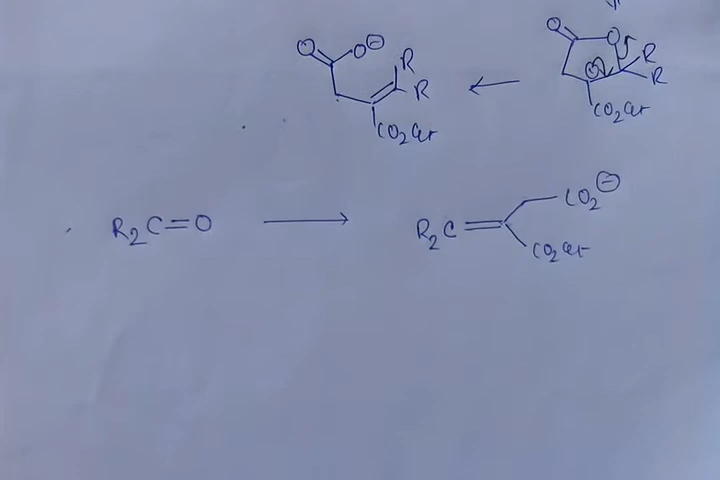 O O⊖ R R CO2Et
O O R R ⊖ CO2Et
R2C=O ⟶ R2C= CO2⊖
CO2Et